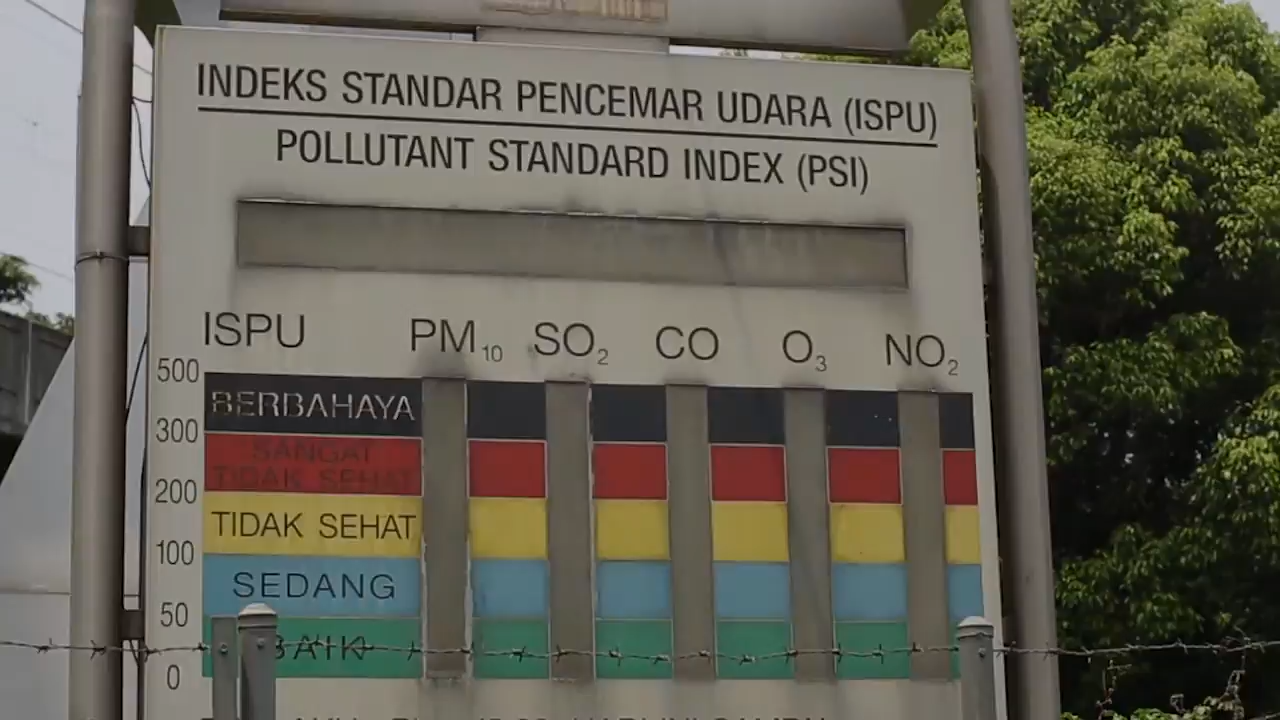 INDEKS STANDAR PENCEMAR UDARA (ISPU)
POLLUTANT STANDARD INDEX (PSI)
ISPU PM10 SO2 CO O3 NO2
500
BERBAHAYA
300
SANGAT
TIDAK SEHAT
200
TIDAK SEHAT
100
SEDANG
50
BAIK
0